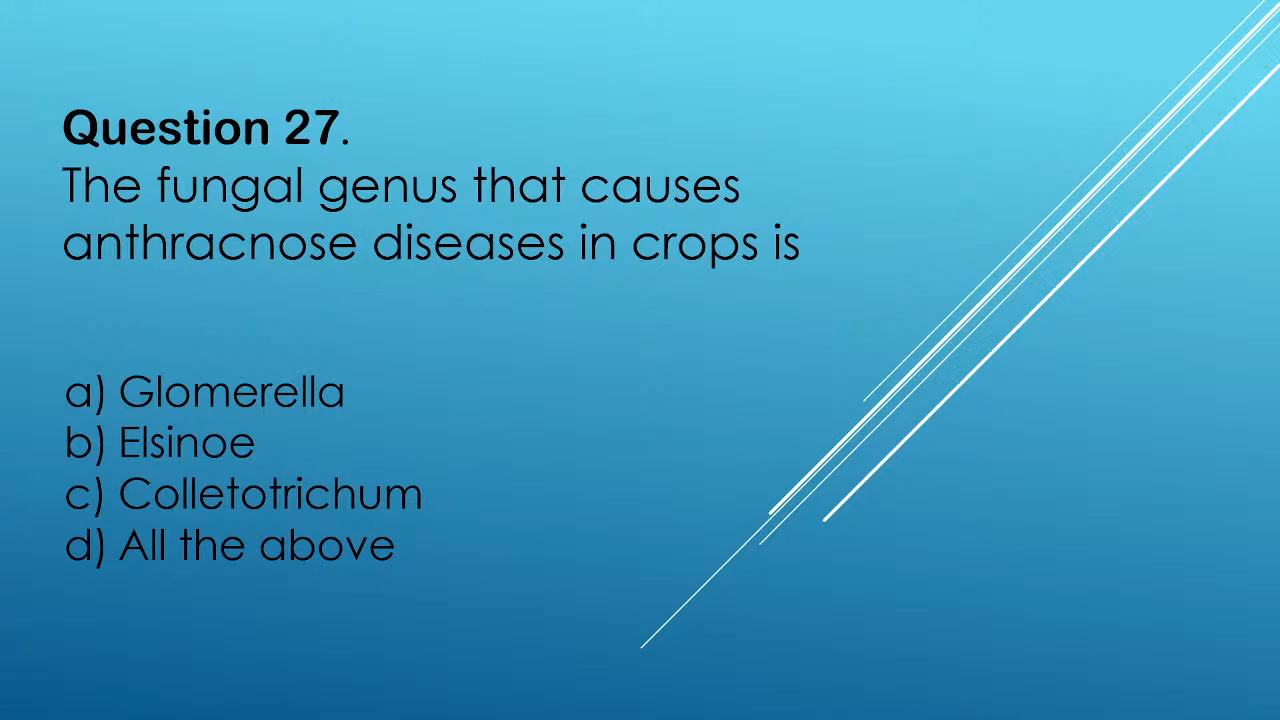 Question 27.
The fungal genus that causes
anthracnose diseases in crops is
a) Glomerella
b) Elsinoe
c) Colletotrichum
d) All the above